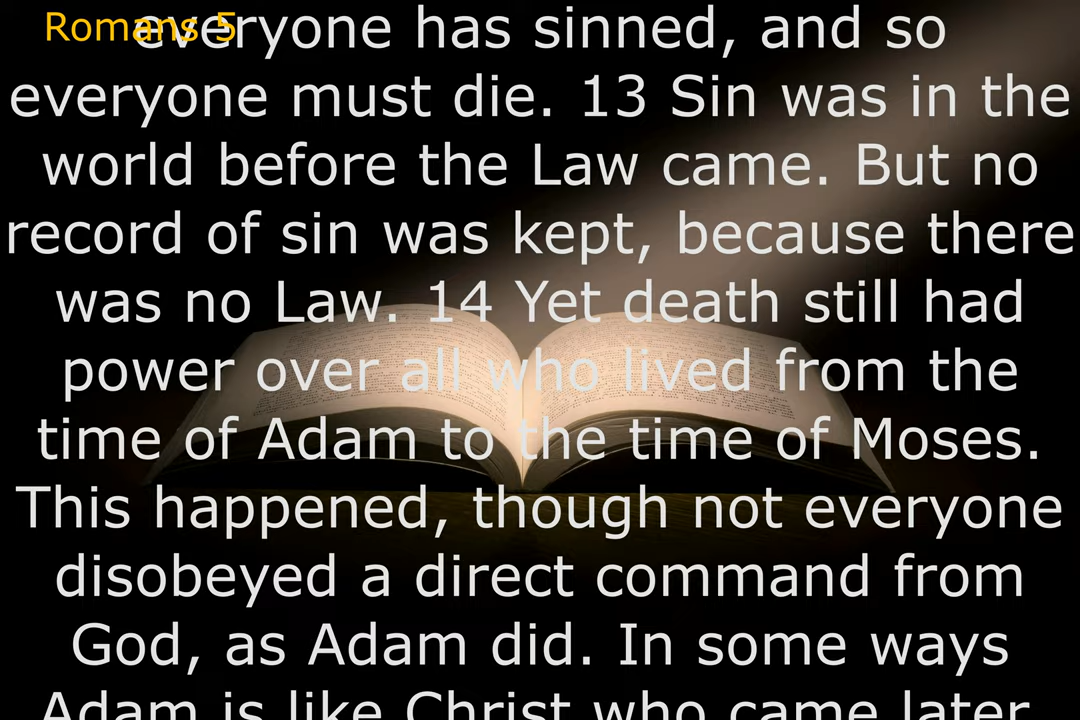 Romans 5
everyone has sinned, and so
everyone must die. 13 Sin was in the
world before the Law came. But no
record of sin was kept, because there
was no Law. 14 Yet death still had
power over all who lived from the
time of Adam to the time of Moses.
This happened, though not everyone
disobeyed a direct command from
God, as Adam did. In some ways
Adam is like Christ who came later.